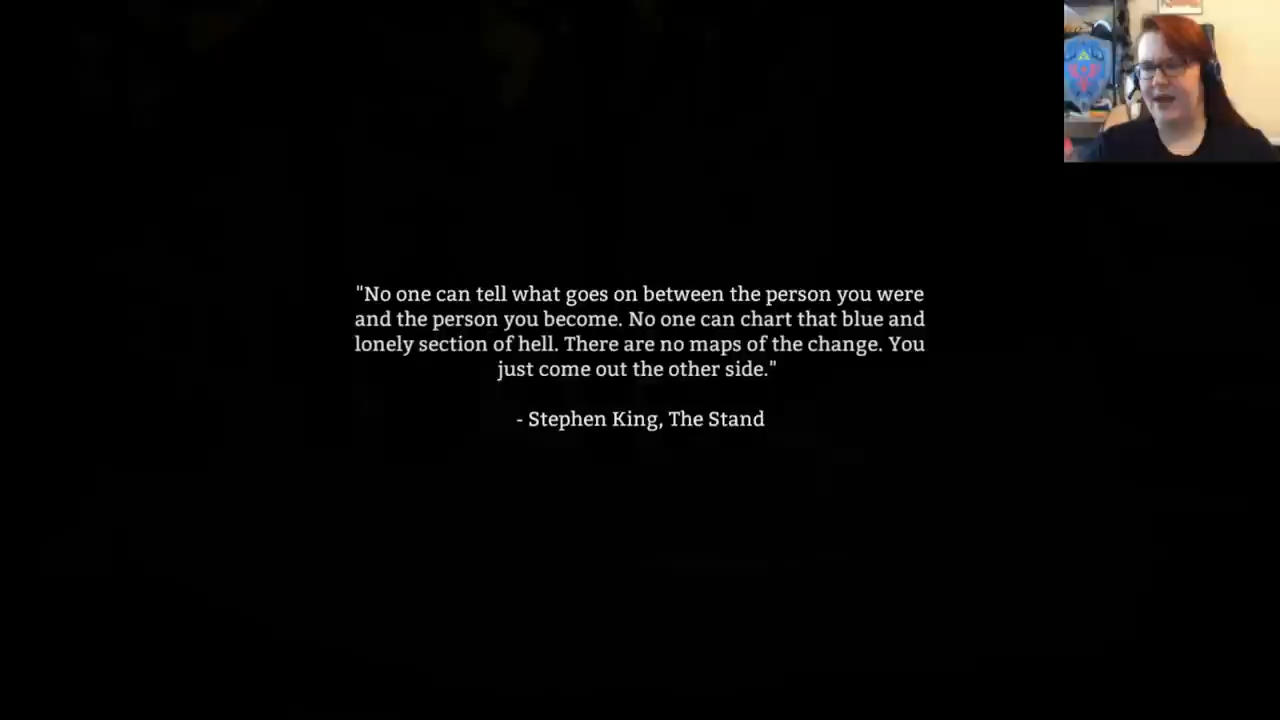 "No one can tell what goes on between the person you were
and the person you become. No one can chart that blue and
lonely section of hell. There are no maps of the change. You
just come out the other side."
- Stephen King, The Stand